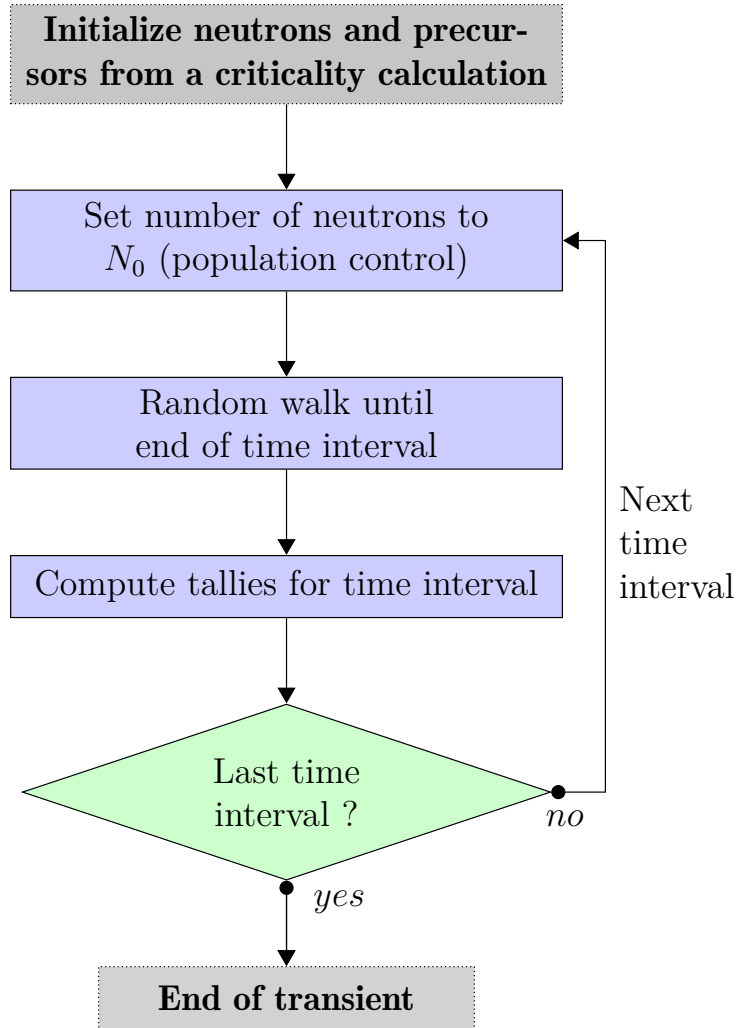 Initialize neutrons and precur-
sors from a criticality calculation
Set number of neutrons to
N₀ (population control)
Random walk until
end of time interval
Compute tallies for time interval
Next
time
interval
Last time
interval ?
no
yes
End of transient